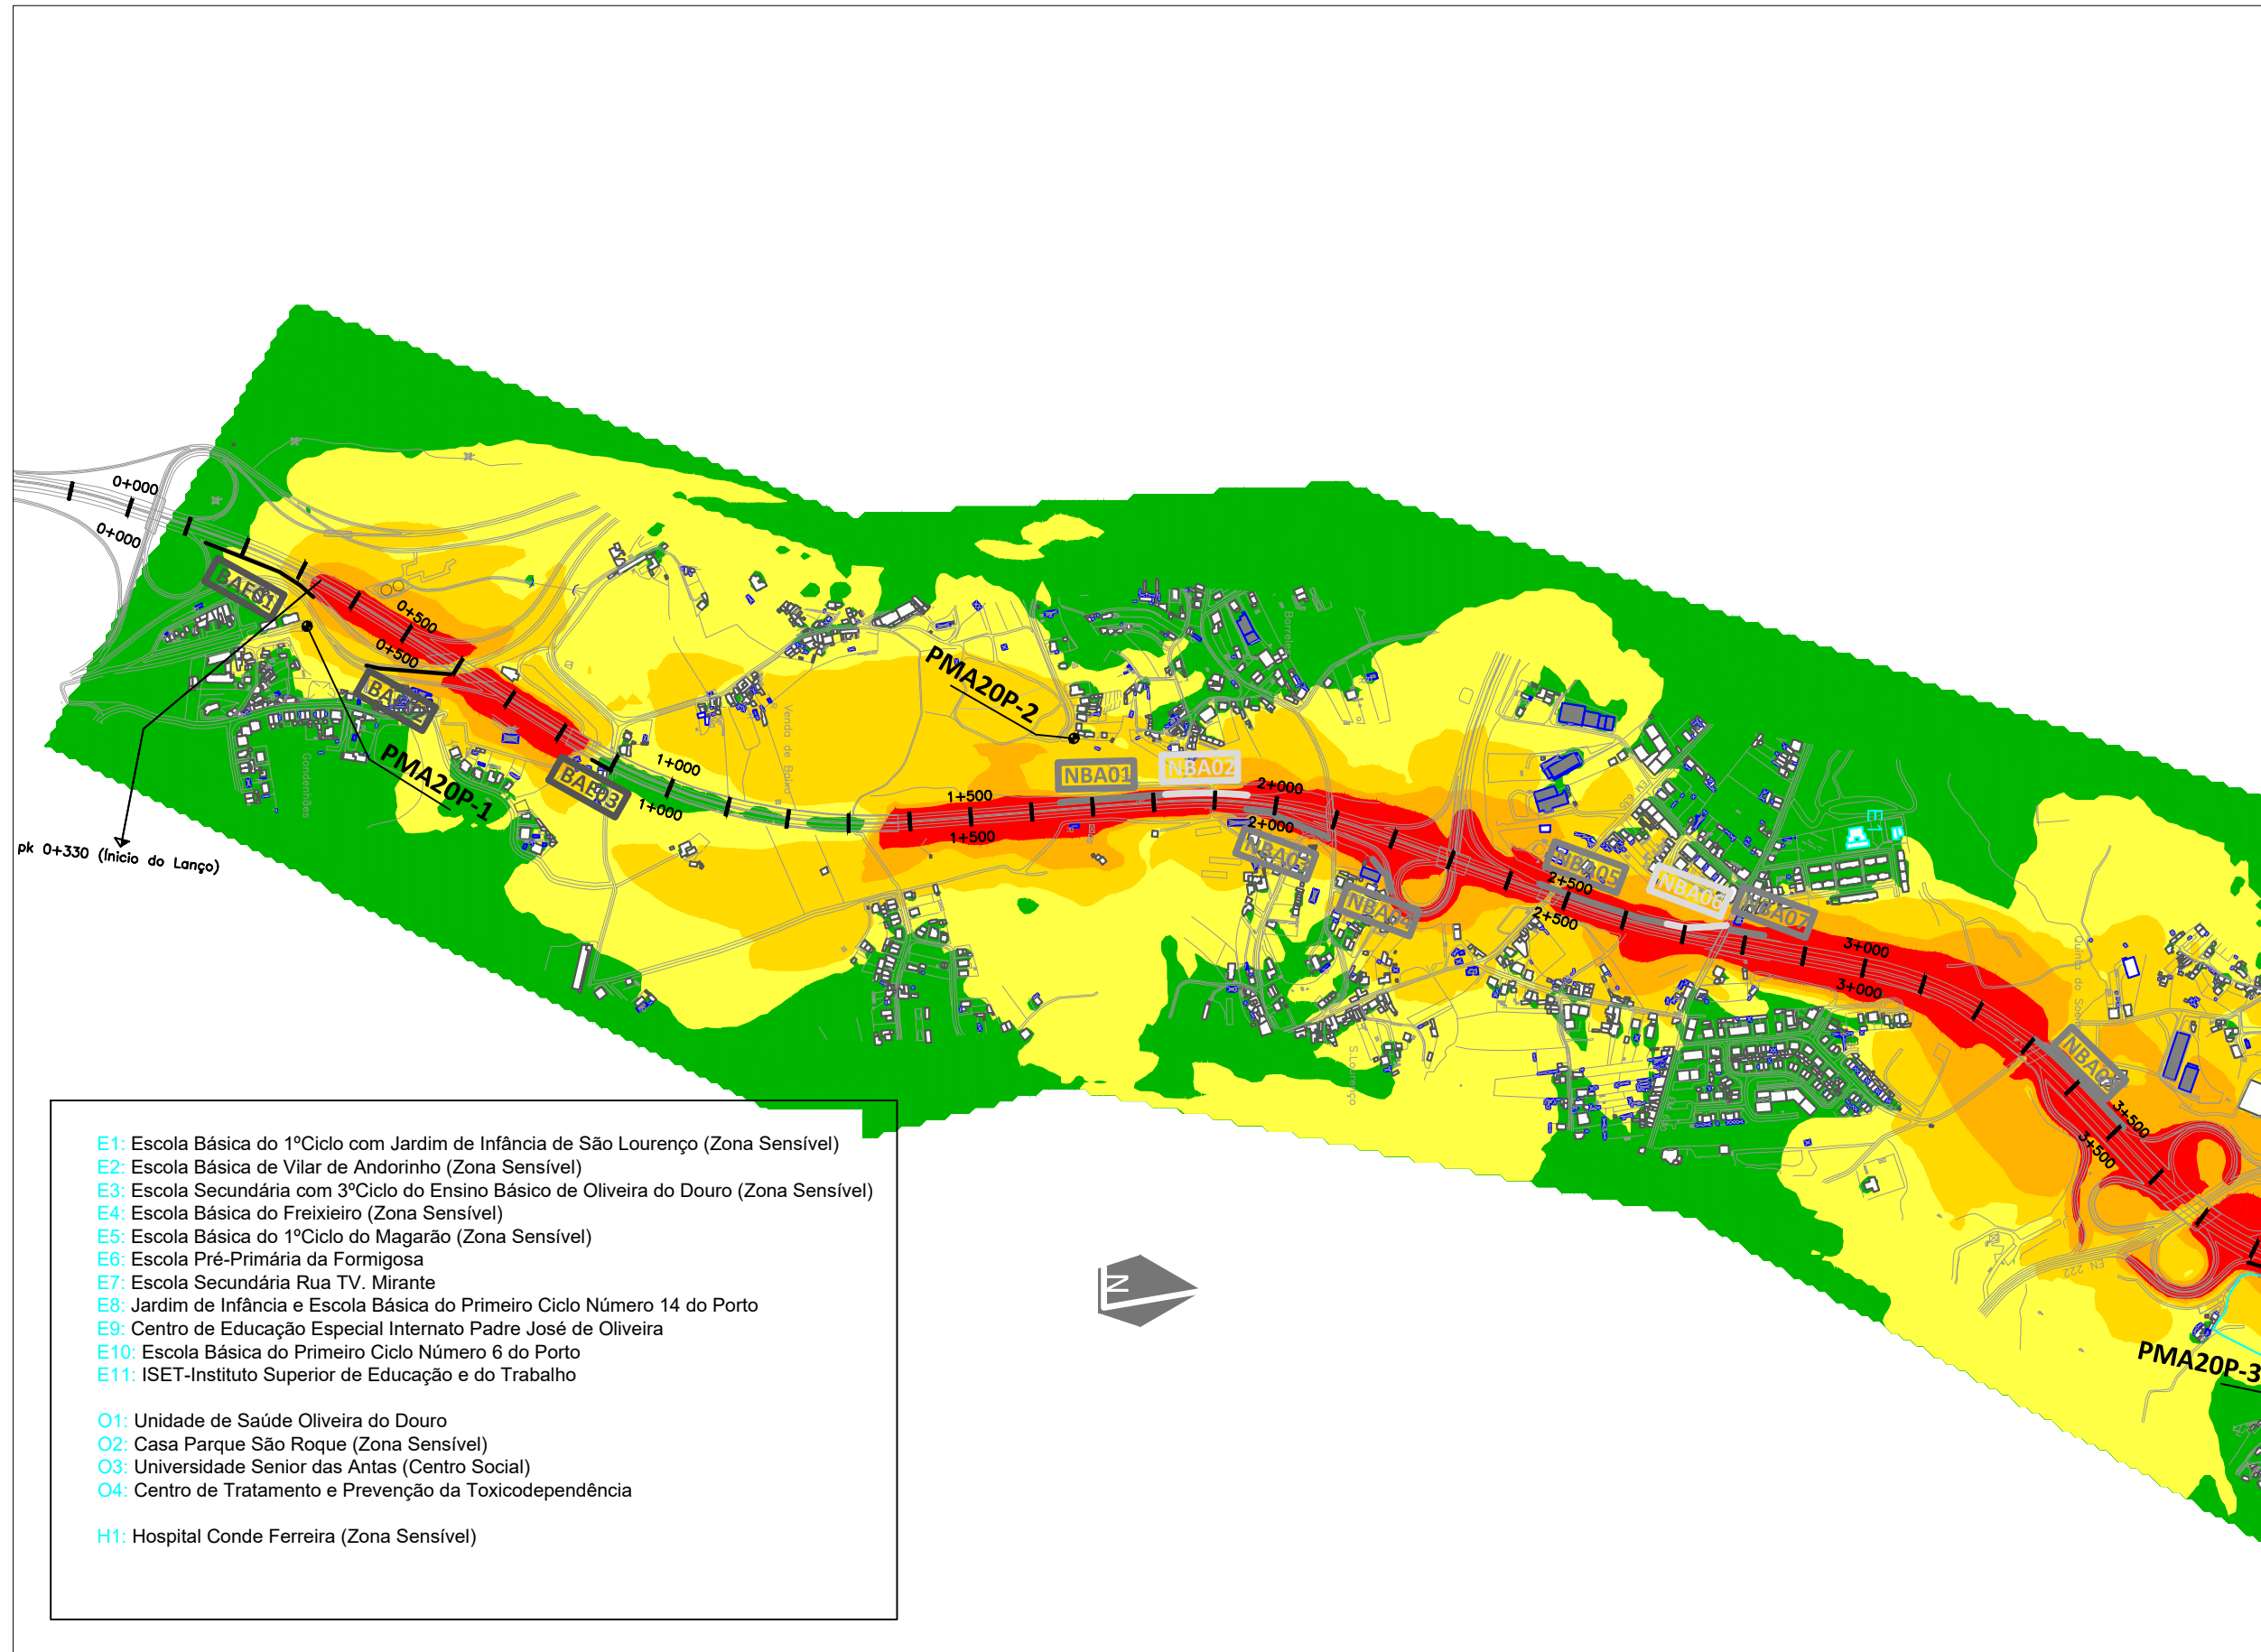 0+000
0+000
BAE01
0+500
0+500
BAE02
PMA20P-1
BAE03
1+000
1+000
Gondonhões
Venda de Baixo
pk 0+330 (Inicio do Lanço)
PMA20P-2
NBA01
NBA02
1+500
1+500
2+000
2+000
NBA03
NBA04
S.Lourenço
NBA05
2+500
2+500
NBA06
NBA07
E1
3+000
3+000
NBA08
3+500
3+500
EN 222
PMA20P-3
N
E1: Escola Básica do 1ºCiclo com Jardim de Infância de São Lourenço (Zona Sensível)
E2: Escola Básica de Vilar de Andorinho (Zona Sensível)
E3: Escola Secundária com 3ºCiclo do Ensino Básico de Oliveira do Douro (Zona Sensível)
E4: Escola Básica do Freixieiro (Zona Sensível)
E5: Escola Básica do 1ºCiclo do Magarão (Zona Sensível)
E6: Escola Pré-Primária da Formigosa
E7: Escola Secundária Rua TV. Mirante
E8: Jardim de Infância e Escola Básica do Primeiro Ciclo Número 14 do Porto
E9: Centro de Educação Especial Internato Padre José de Oliveira
E10: Escola Básica do Primeiro Ciclo Número 6 do Porto
E11: ISET-Instituto Superior de Educação e do Trabalho
O1: Unidade de Saúde Oliveira do Douro
O2: Casa Parque São Roque (Zona Sensível)
O3: Universidade Senior das Antas (Centro Social)
O4: Centro de Tratamento e Prevenção da Toxicodependência
H1: Hospital Conde Ferreira (Zona Sensível)